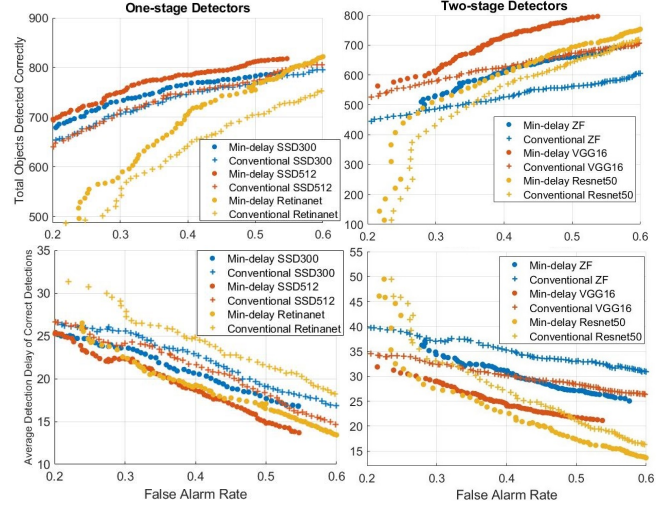 One-stage Detectors
Two-stage Detectors
Total Objects Detected Correctly
900
800
700
600
500
0.2 0.3 0.4 0.5 0.6
Min-delay SSD300
Conventional SSD300
Min-delay SSD512
Conventional SSD512
Min-delay Retinanet
Conventional Retinanet
800
700
600
500
400
300
200
100
0.2 0.3 0.4 0.5 0.6
Min-delay ZF
Conventional ZF
Min-delay VGG16
Conventional VGG16
Min-delay Resnet50
Conventional Resnet50
Average Detection Delay of Correct Detections
35
30
25
20
15
10
0.2 0.3 0.4 0.5 0.6
False Alarm Rate
Min-delay SSD300
Conventional SSD300
Min-delay SSD512
Conventional SSD512
Min-delay Retinanet
Conventional Retinanet
55
50
45
40
35
30
25
20
15
0.2 0.3 0.4 0.5 0.6
False Alarm Rate
Min-delay ZF
Conventional ZF
Min-delay VGG16
Conventional VGG16
Min-delay Resnet50
Conventional Resnet50